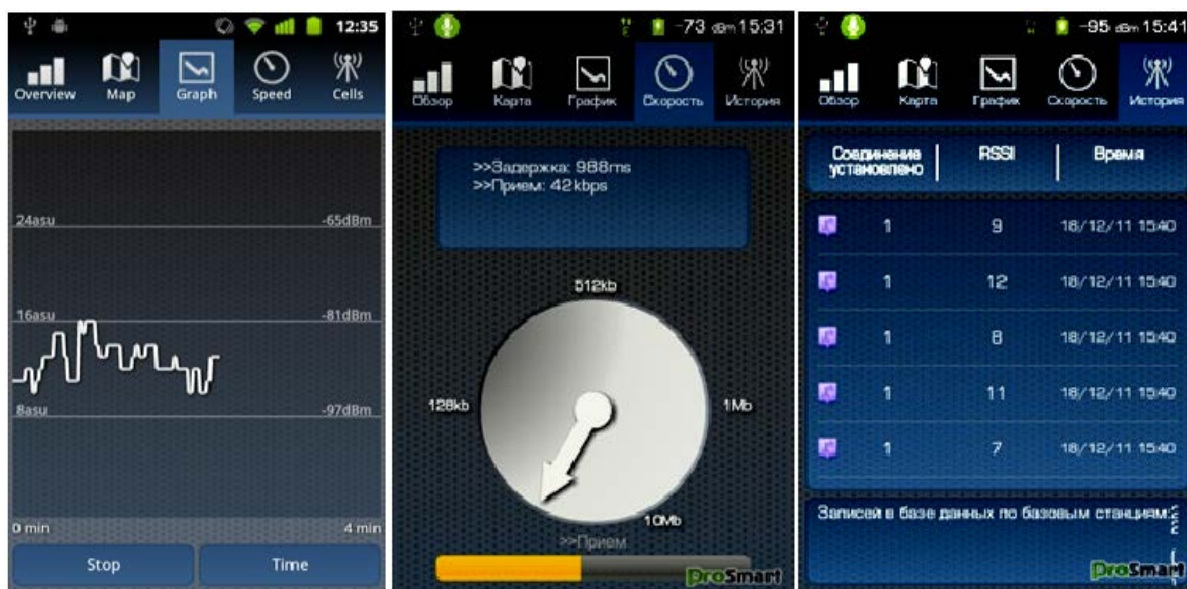 12:35
Overview
Map
Graph
Speed
Cells
24asu
-65dBm
16asu
-81dBm
8asu
-97dBm
0 min
4 min
Stop
Time
-73 dBm 15:31
Обзор
Карта
График
Скорость
История
>>Задержка: 988ms
>>Прием: 42 kbps
512kb
128kb
1Mb
10Mb
>>Прием
ProSmart
-95 dBm 15:41
Обзор
Карта
График
Скорость
История
Соединение установлено
RSSI
Время
1 9 18/12/11 15:40
1 12 18/12/11 15:40
1 8 18/12/11 15:40
1 11 18/12/11 15:40
1 7 18/12/11 15:40
Записей в базе данных по базовым станциям:
ProSmart